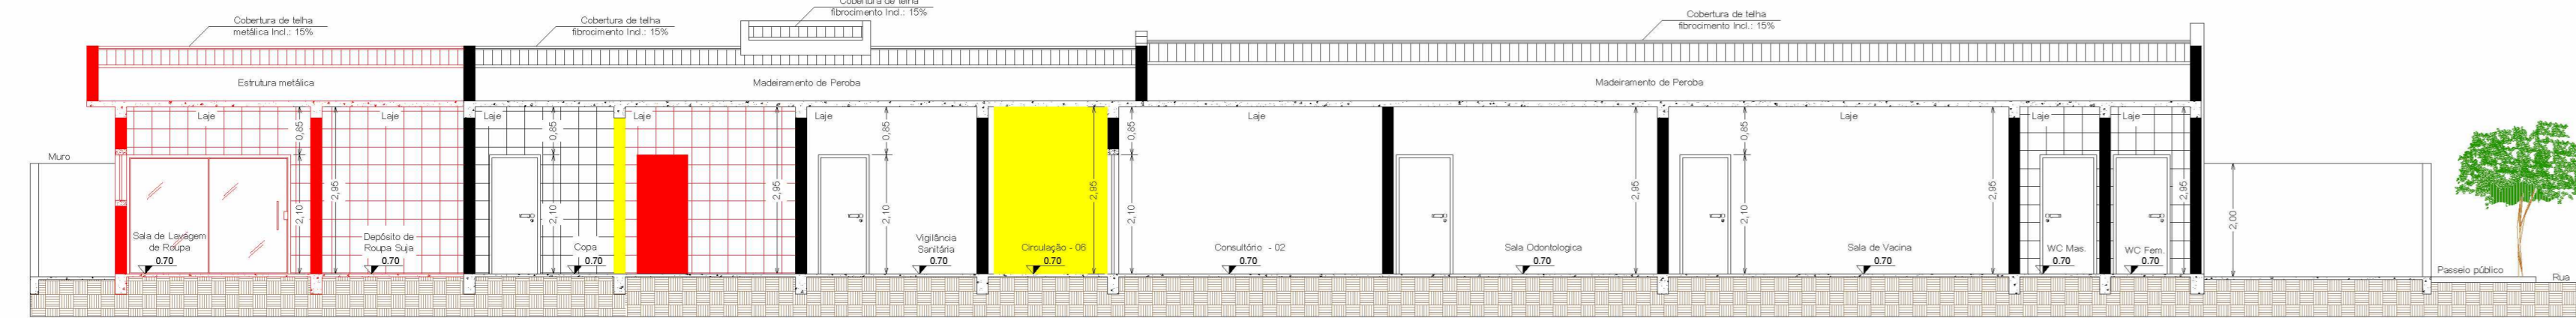 Cobertura de telha
metálica Incl.: 15%
Cobertura de telha
fibrocimento Incl.: 15%
Cobertura de telha
fibrocimento Incl.: 15%
Cobertura de telha
fibrocimento Incl.: 15%
Estrutura metálica
Madeiramento de Peroba
Madeiramento de Peroba
Laje
Laje
Laje
Laje
Laje
Laje
Laje
Laje
Laje
0,85
0,85
0,85
0,85
0,85
Muro
2,95
2,95
2,95
2,95
2,95
2,95
2,10
2,10
2,10
2,10
2,10
2,95
2,00
Sala de Lavagem
de Roupa
0.70
Depósito de
Roupa Suja
0.70
Copa
0.70
Vigilância
Sanitária
0.70
Circulação - 06
0.70
Consultório - 02
0.70
Sala Odontologica
0.70
Sala de Vacina
0.70
WC Mas.
0.70
WC Fem.
0.70
Passeio público
Rua